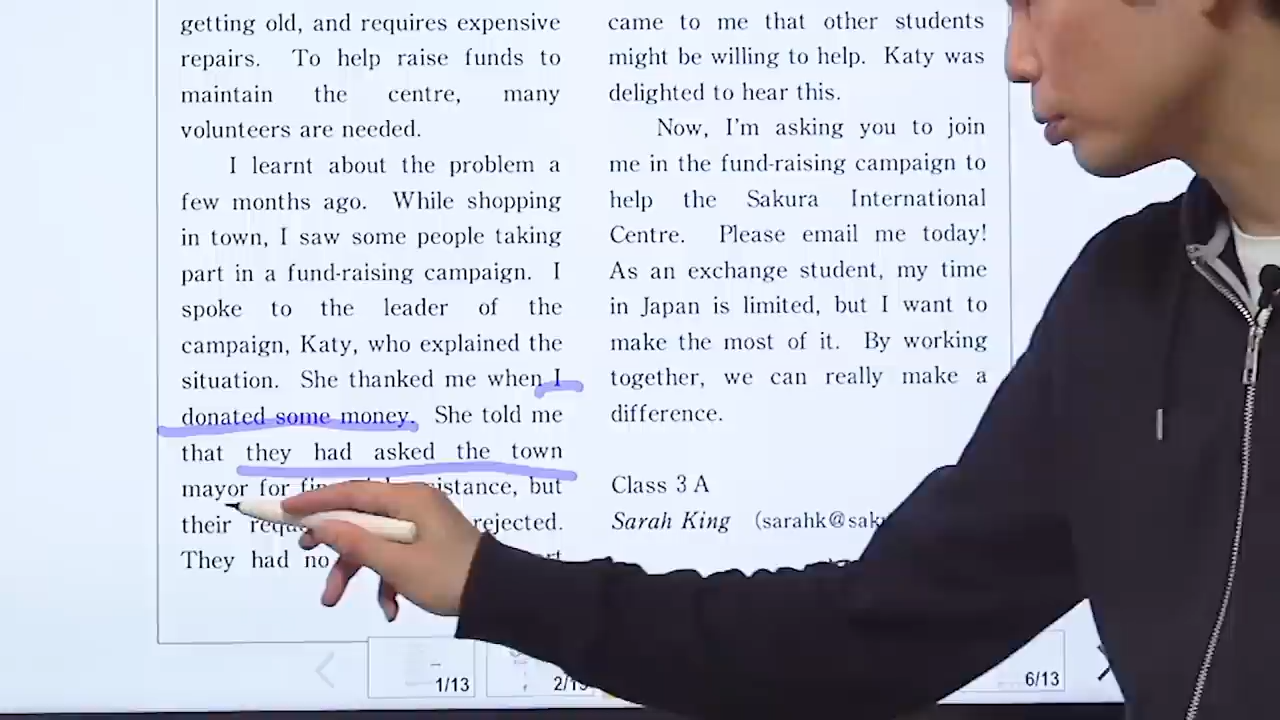 getting old, and requires expensive
repairs. To help raise funds to
maintain the centre, many
volunteers are needed.
I learnt about the problem a
few months ago. While shopping
in town, I saw some people taking
part in a fund-raising campaign. I
spoke to the leader of the
campaign, Katy, who explained the
situation. She thanked me when I
donated some money. She told me
that they had asked the town
mayor for but
their rejected.
They had no
came to me that other students
might be willing to help. Katy was
delighted to hear this.
Now, I'm asking you to join
me in the fund-raising campaign to
help the Sakura International
Centre. Please email me today!
As an exchange student, my time
in Japan is limited, but I want to
make the most of it. By working
together, we can really make a
difference.
Class 3 A
Sarah King
1/13
6/13